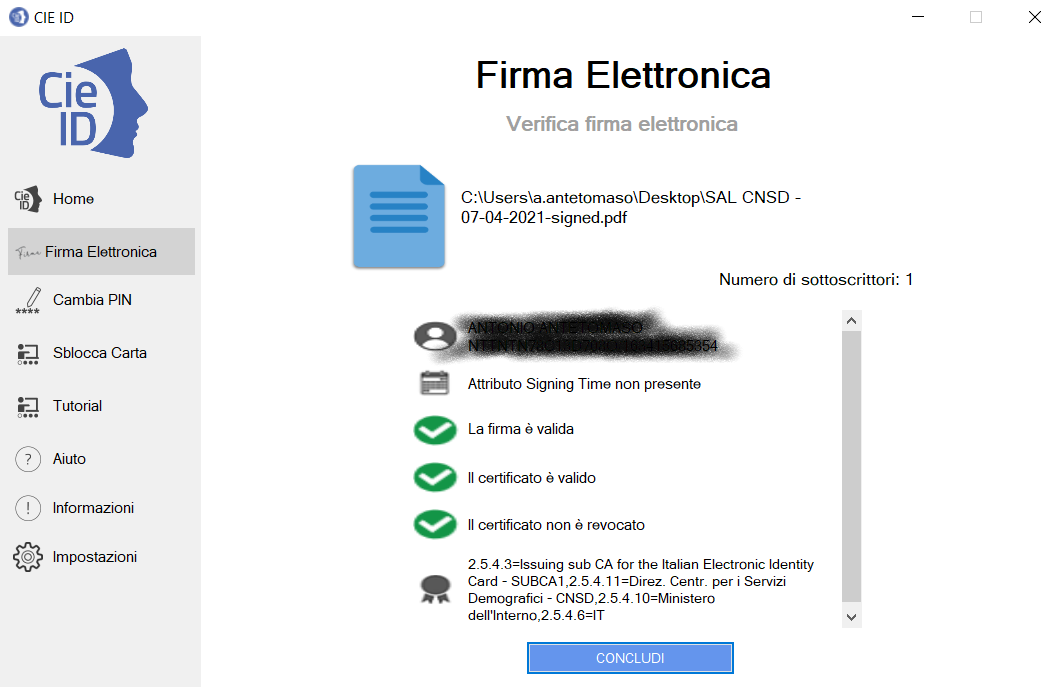 CIE ID
Cie
ID
Home
Firma Elettronica
Cambia PIN
Sblocca Carta
Tutorial
Aiuto
Informazioni
Impostazioni
Firma Elettronica
Verifica firma elettronica
C:\Users\a.antetomaso\Desktop\SAL CNSD -
07-04-2021-signed.pdf
Numero di sottoscrittori: 1
Attributo Signing Time non presente
La firma è valida
Il certificato è valido
Il certificato non è revocato
2.5.4.3=Issuing sub CA for the Italian Electronic Identity
Card - SUBCA1,2.5.4.11=Direz. Centr. per i Servizi
Demografici - CNSD,2.5.4.10=Ministero
dell'Interno,2.5.4.6=IT
CONCLUDI